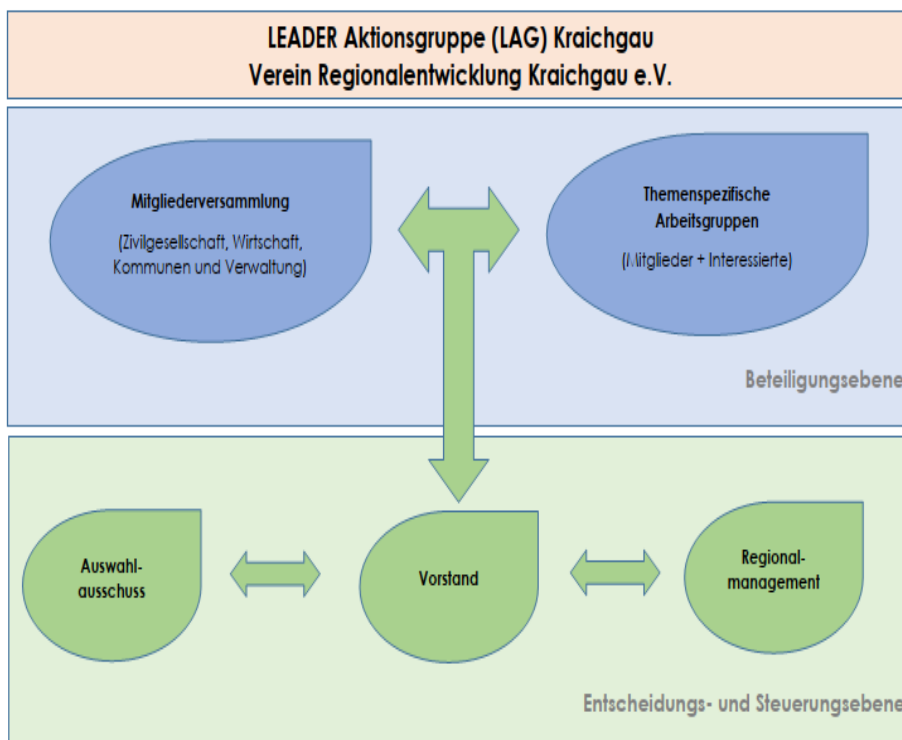 LEADER Aktionsgruppe (LAG) Kraichgau
Verein Regionalentwicklung Kraichgau e.V.
Mitgliederversammlung
(Zivilgesellschaft, Wirtschaft,
Kommunen und Verwaltung)
Themenspezifische
Arbeitsgruppen
(Mitglieder + Interessierte)
Beteiligungsebene
Auswahl-
ausschuss
Vorstand
Regional-
management
Entscheidungs- und Steuerungsebene